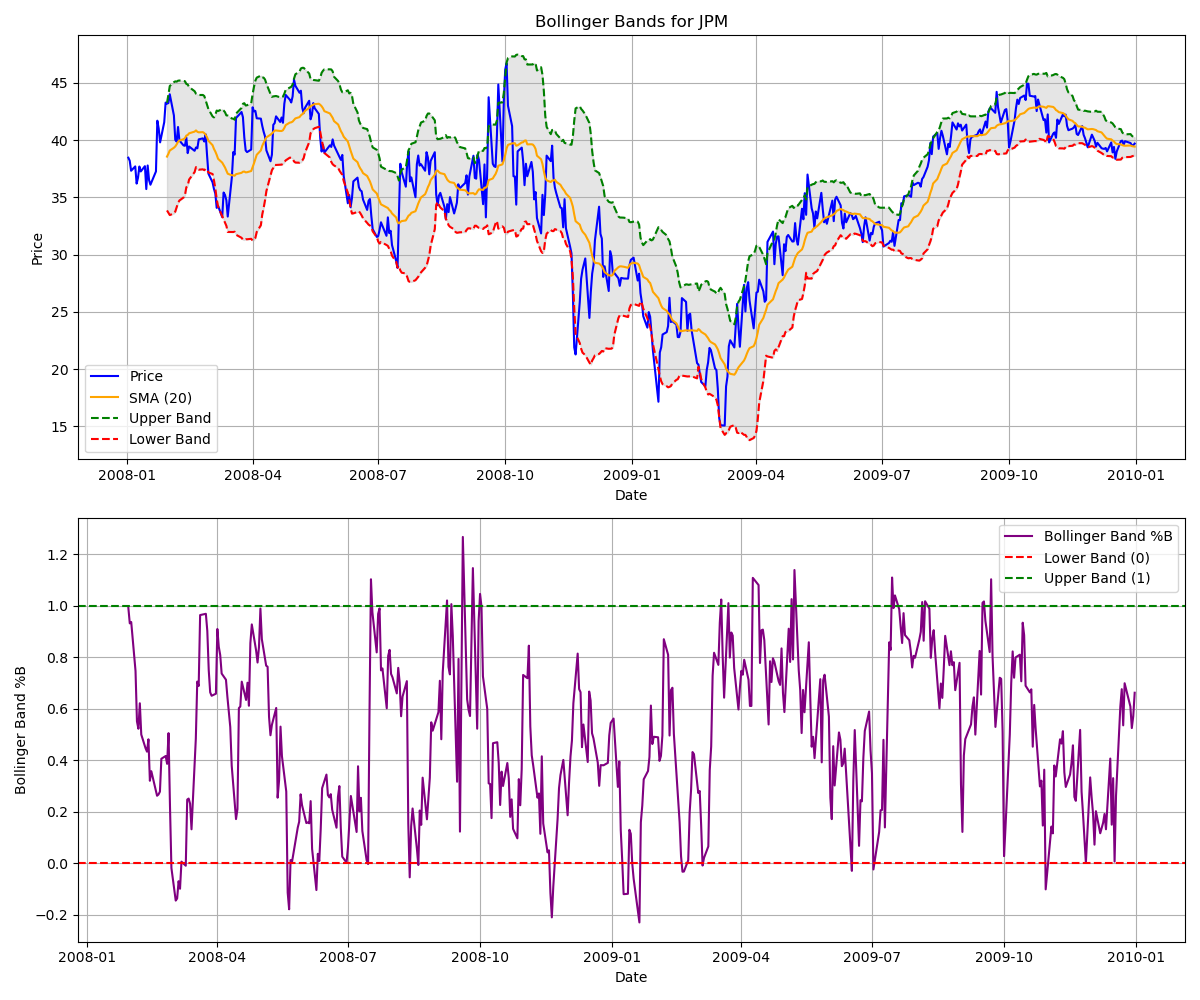 Bollinger Bands for JPM
45
40
35
30
25
20
15
Price
Price
SMA (20)
Upper Band
Lower Band
2008-01 2008-04 2008-07 2008-10 2009-01 2009-04 2009-07 2009-10 2010-01
Date
1.2
1.0
0.8
0.6
0.4
0.2
0.0
−0.2
Bollinger Band %B
Bollinger Band %B
Lower Band (0)
Upper Band (1)
2008-01 2008-04 2008-07 2008-10 2009-01 2009-04 2009-07 2009-10 2010-01
Date